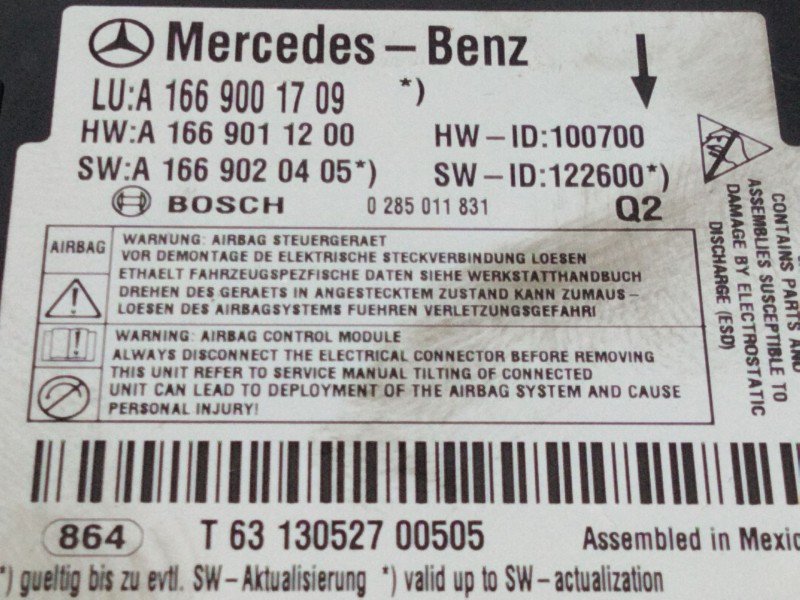 Mercedes-Benz
LU:A 166 900 17 09 *)
HW:A 166 901 12 00 HW-ID:100700
SW:A 166 902 04 05*) SW-ID:122600*)
BOSCH 0 285 011 831 Q2
AIRBAG
WARNUNG: AIRBAG STEUERGERAET
VOR DEMONTAGE DE ELEKTRISCHE STECKVERBINDUNG LOESEN
ETHAELT FAHRZEUGSPEZFISCHE DATEN SIEHE WERKSTATTHANDBUCH
DREHEN DES GERAETS IN ANGESTECKTEM ZUSTAND KANN ZUMAUS-
LOESEN DES AIRBAGSYSTEMS FUEHREN VERLETZUNGSGEFAHR!
WARNING: AIRBAG CONTROL MODULE
ALWAYS DISCONNECT THE ELECTRICAL CONNECTOR BEFORE REMOVING
THIS UNIT REFER TO SERVICE MANUAL TILTING OF CONNECTED
UNIT CAN LEAD TO DEPLOYMENT OF THE AIRBAG SYSTEM AND CAUSE
PERSONAL INJURY!
CONTAINS PARTS AND
ASSEMBLIES SUSCEPTIBLE TO
DAMAGE BY ELECTROSTATIC
DISCHARGE (ESD)
864 T 63 130527 00505 Assembled in Mexico
*) gueltig bis zu evtl. SW-Aktualisierung *) valid up to SW-actualization